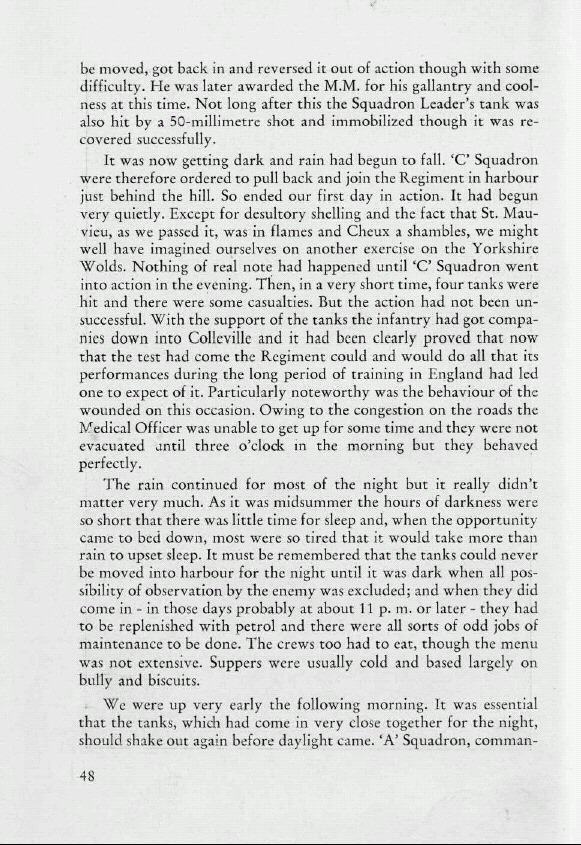 be moved, got back in and reversed it out of action though with some
difficulty. He was later awarded the M.M. for his gallantry and cool-
ness at this time. Not long after this the Squadron Leader's tank was
also hit by a 50-millimetre shot and immobilized though it was re-
covered successfully.
It was now getting dark and rain had begun to fall. ‘C’ Squadron
were therefore ordered to pull back and join the Regiment in harbour
just behind the hill. So ended our first day in action. It had begun
very quietly. Except for desultory shelling and the fact that St. Mau-
vieu, as we passed it, was in flames and Cheux a shambles, we might
well have imagined ourselves on another exercise on the Yorkshire
Wolds. Nothing of real note had happened until ‘C’ Squadron went
into action in the evening. Then, in a very short time, four tanks were
hit and there were some casualties. But the action had not been un-
successful. With the support of the tanks the infantry had got compa-
nies down into Colleville and it had been clearly proved that now
that the test had come the Regiment could and would do all that its
performances during the long period of training in England had led
one to expect of it. Particularly noteworthy was the behaviour of the
wounded on this occasion. Owing to the congestion on the roads the
Medical Officer was unable to get up for some time and they were not
evacuated until three o'clock in the morning but they behaved
perfectly.
The rain continued for most of the night but it really didn't
matter very much. As it was midsummer the hours of darkness were
so short that there was little time for sleep and, when the opportunity
came to bed down, most were so tired that it would take more than
rain to upset sleep. It must be remembered that the tanks could never
be moved into harbour for the night until it was dark when all pos-
sibility of observation by the enemy was excluded; and when they did
come in - in those days probably at about 11 p. m. or later - they had
to be replenished with petrol and there were all sorts of odd jobs of
maintenance to be done. The crews too had to eat, though the menu
was not extensive. Suppers were usually cold and based largely on
bully and biscuits.
We were up very early the following morning. It was essential
that the tanks, which had come in very close together for the night,
should shake out again before daylight came. ‘A’ Squadron, comman-
48